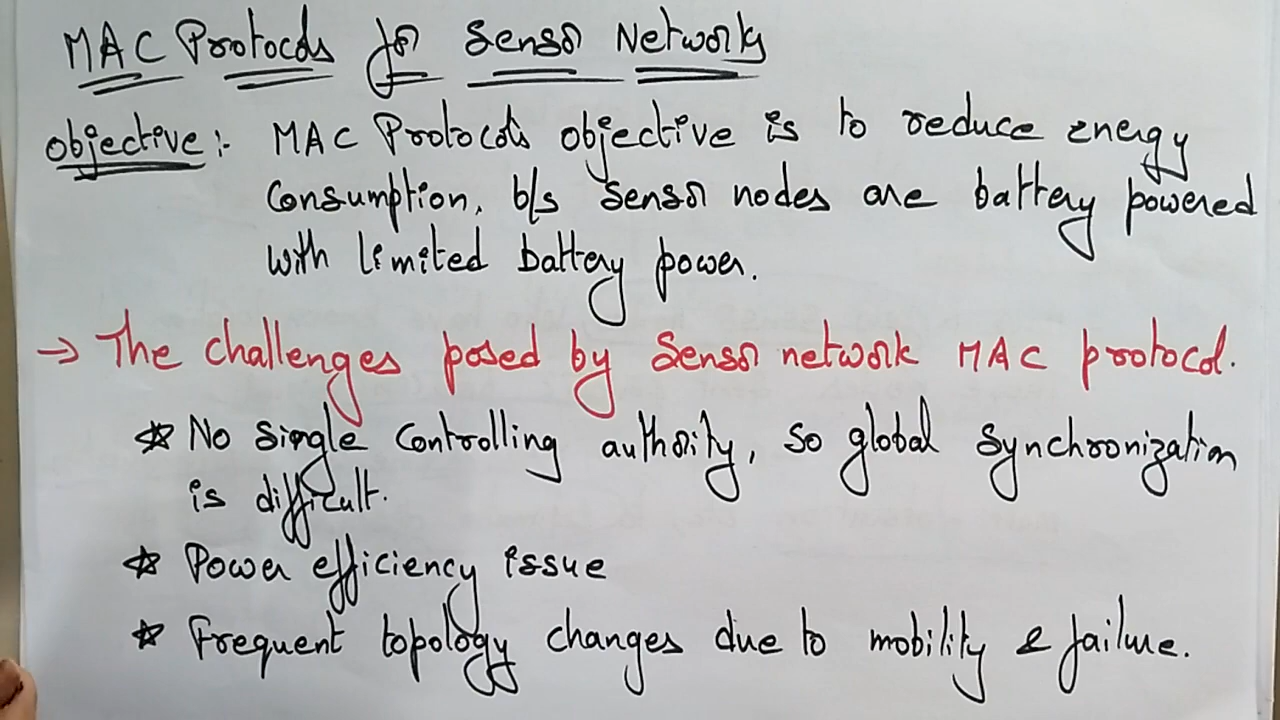 MAC Protocols for Sensor Networks
objective:- MAC Protocols objective is to reduce energy
Consumption, b/s Sensor nodes are battery powered
with limited battery power.
→ The challenges posed by Sensor network MAC protocol.
☆ No Single Controlling authority, so global Synchronization
is difficult.
☆ Power efficiency issue
☆ Frequent topology changes due to mobility & failure.